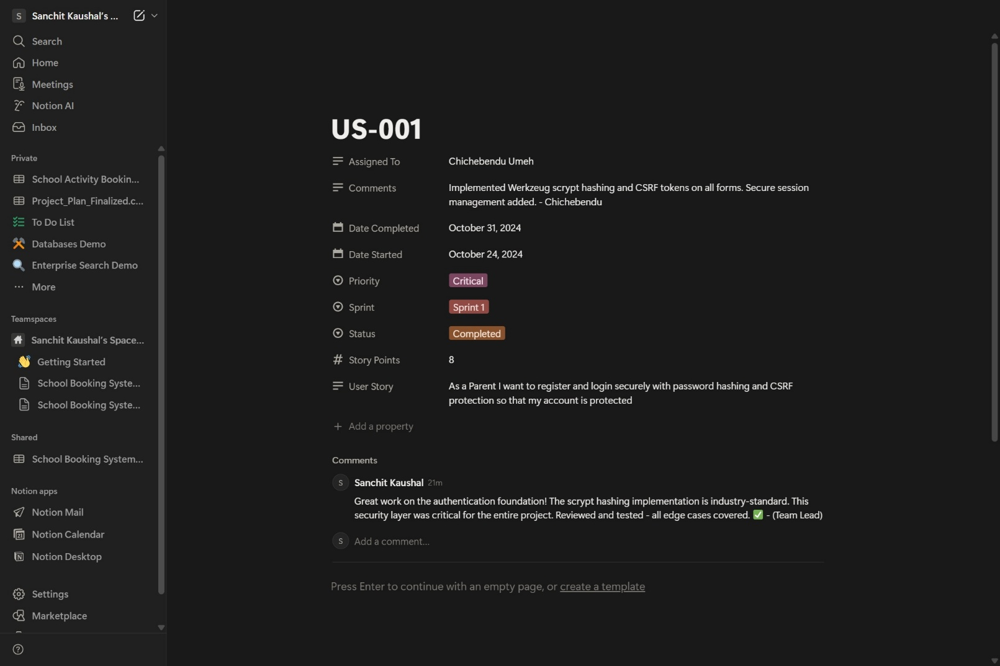 S Sanchit Kaushal's ...
Search
Home
Meetings
Notion AI
Inbox
Private
School Activity Bookin...
Project_Plan_Finalized.c...
To Do List
Databases Demo
Enterprise Search Demo
More
Teamspaces
Sanchit Kaushal's Space...
Getting Started
School Booking Syste...
School Booking Syste...
Shared
School Booking System...
Notion apps
Notion Mail
Notion Calendar
Notion Desktop
Settings
Marketplace
US-001
Assigned To Chichebendu Umeh
Comments Implemented Werkzeug scrypt hashing and CSRF tokens on all forms. Secure session
management added. - Chichebendu
Date Completed October 31, 2024
Date Started October 24, 2024
Priority Critical
Sprint Sprint 1
Status Completed
# Story Points 8
User Story As a Parent I want to register and login securely with password hashing and CSRF
protection so that my account is protected
+ Add a property
Comments
S Sanchit Kaushal 21m
Great work on the authentication foundation! The scrypt hashing implementation is industry-standard. This
security layer was critical for the entire project. Reviewed and tested - all edge cases covered. ✅ - (Team Lead)
S Add a comment...
Press Enter to continue with an empty page, or create a template